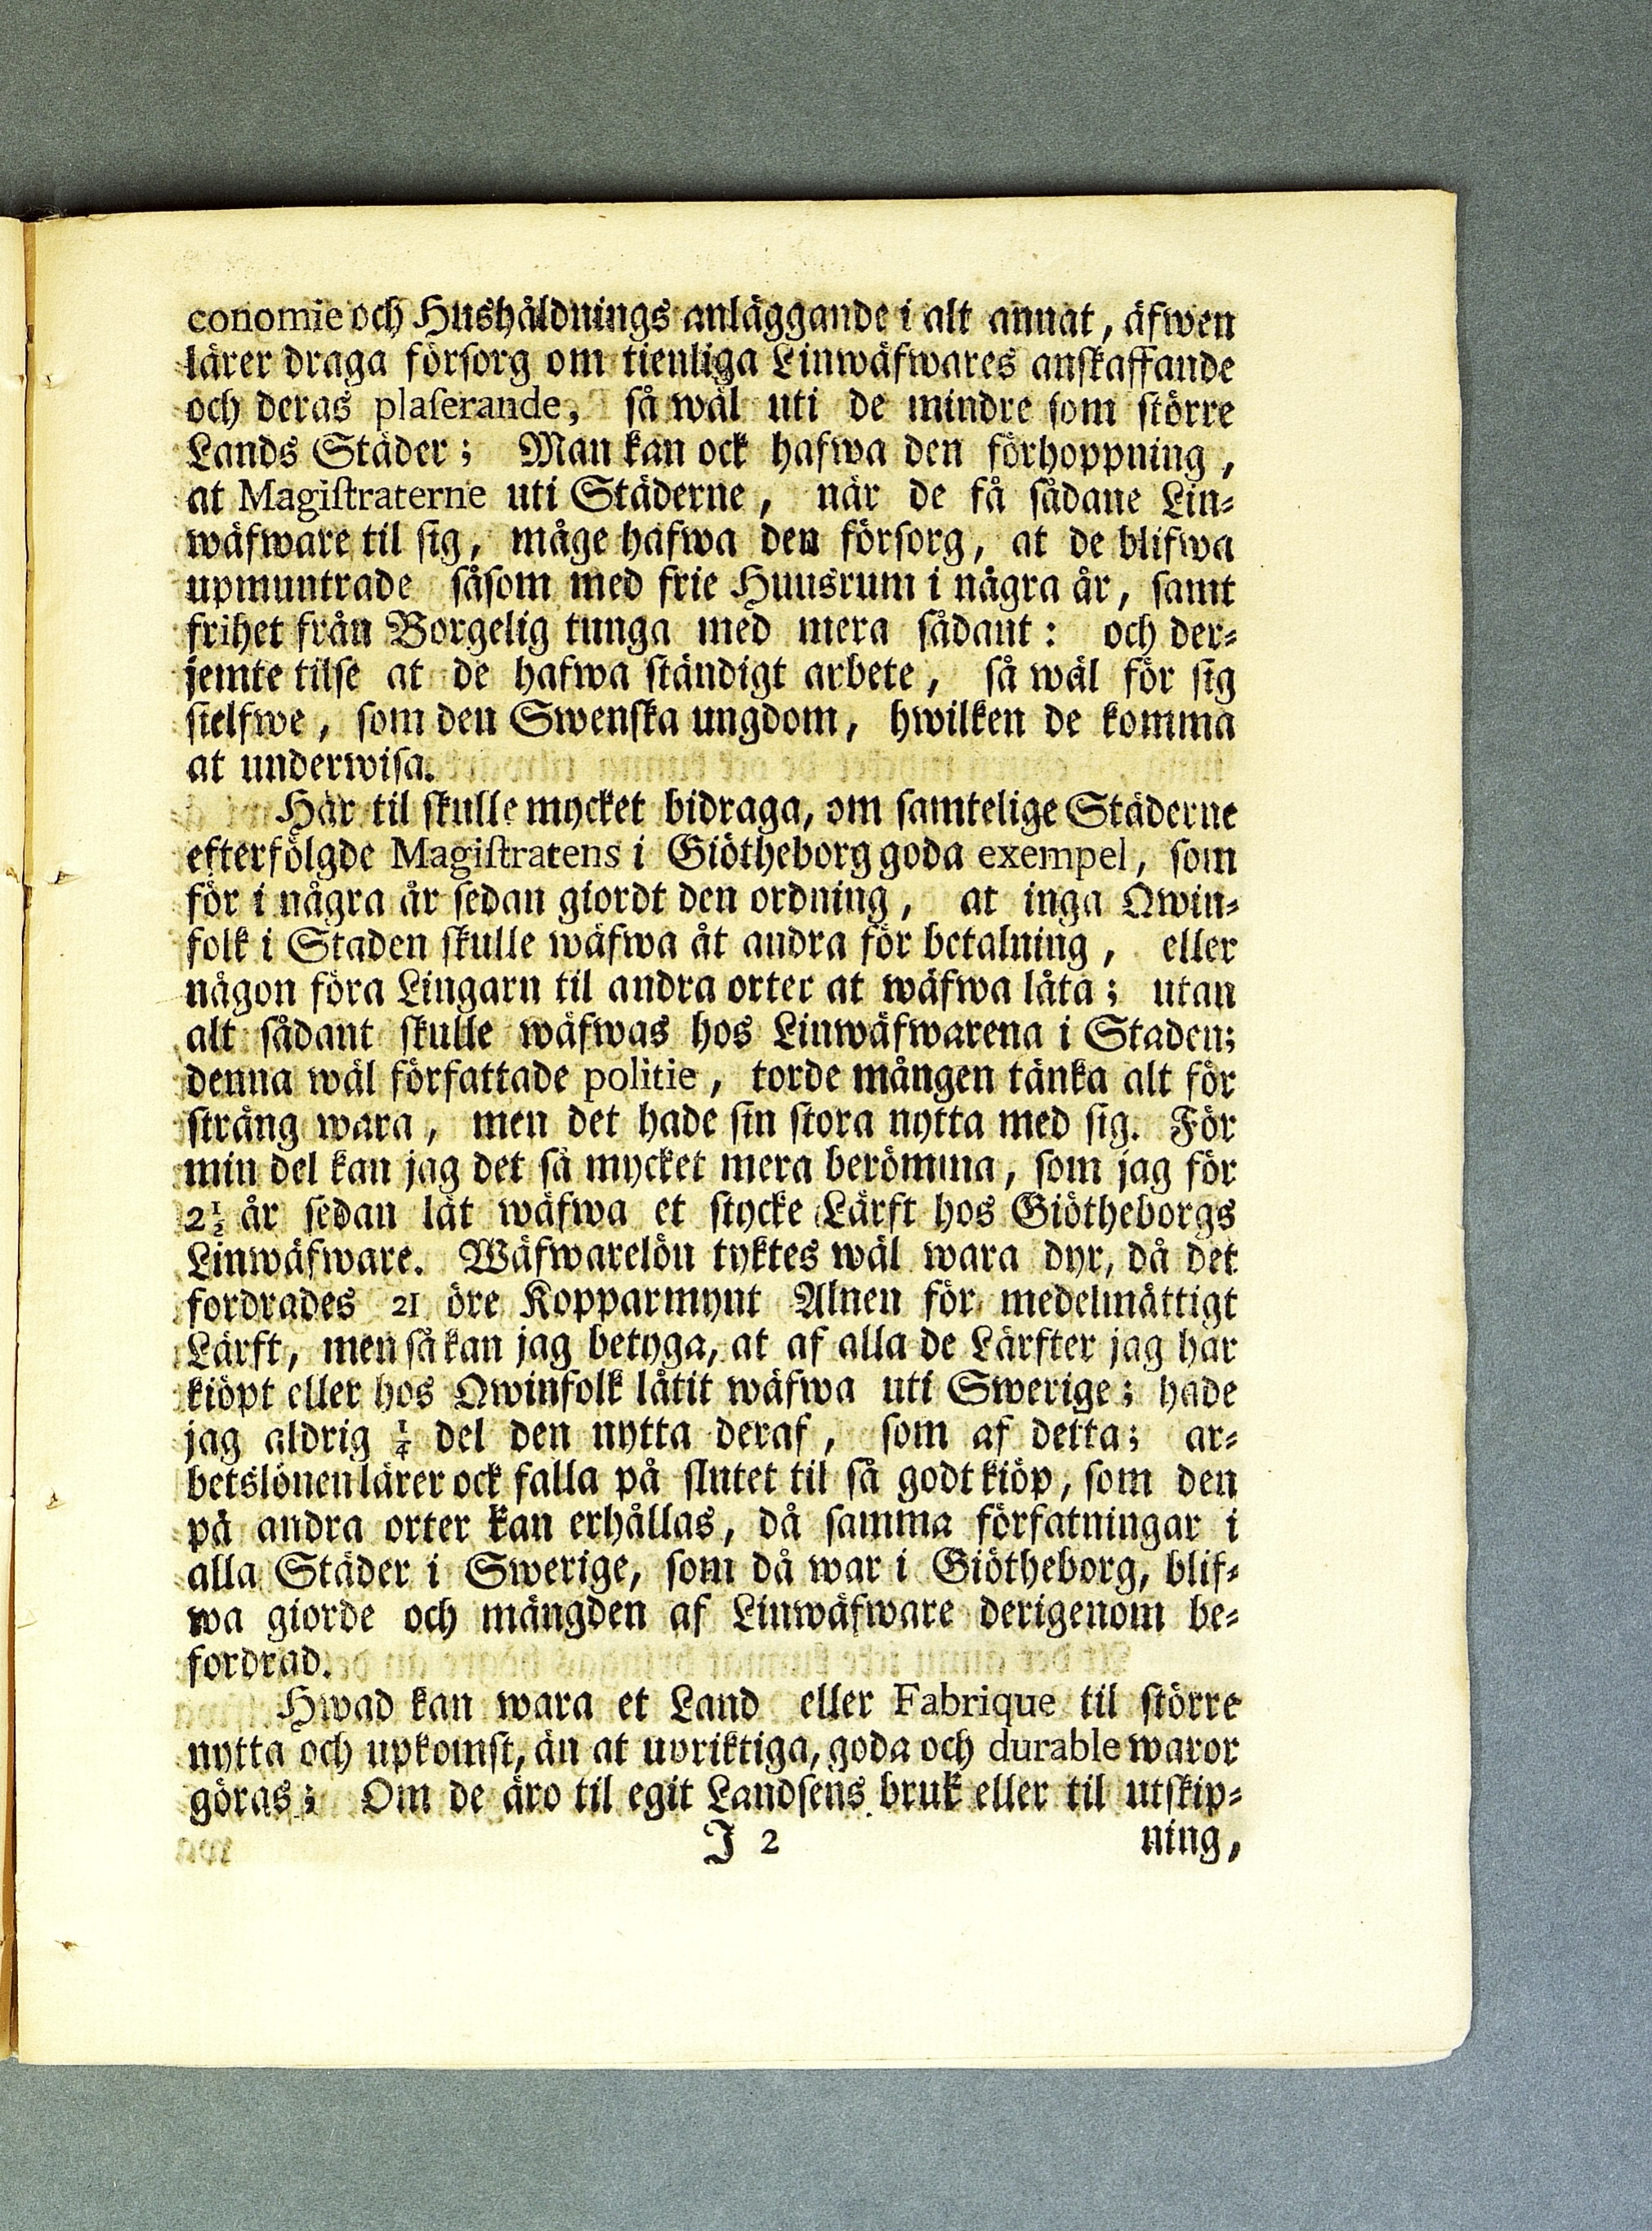 conomie och Hushåldnings anläggande i alt annat, äfwen
lärer draga försorg om tienliga Linwäfwares anskaffande
och deras plaserande, så wäl uti de mindre som större
Lands Städer; Man kan ock hafwa den förhoppning,
at Magistraterne uti Städerne, när de få sådane Lin-
wäfware til sig, måge hafwa den försorg, at de blifwa
upmuntrade såsom med frie Huusrum i några år, samt
frihet från Borgelig tunga med mera sådant: och der-
jemte tilse at de hafwa ständigt arbete, så wäl för sig
sielfwe, som den Swenska ungdom, hwilken de komma
at underwisa.
Här til skulle mycket bidraga, om samtelige Städerne
efterfölgde Magistratens i Giötheborg goda exempel, som
för i några år sedan giordt den ordning, at inga Qwin-
folk i Staden skulle wäfwa åt andra för betalning, eller
någon föra Lingarn til andra orter at wäfwa låta; utan
alt sådant skulle wäfwas hos Linwäfwarena i Staden;
denna wäl författade politie, torde mången tänka alt för
sträng wara, men det hade sin stora nytta med sig. För
min del kan jag det så mycket mera berömma, som jag för
2½ år sedan lät wäfwa et stycke Lärft hos Giötheborgs
Linwäfware. Wäfwarelön tyktes wäl wara dyr, då det
fordrades 21 öre Kopparmynt Alnen för medelmåttigt
Lärft, men så kan jag betyga, at af alla de Lärfter jag har
kiöpt eller hos Qwinfolk låtit wäfwa uti Swerige; hade
jag aldrig ¼ del den nytta deraf, som af detta; ar-
betslönen lärer ock falla på slutet til så godt kiöp, som den
på andra orter kan erhållas, då samma författningar i
alla Städer i Swerige, som då war i Giötheborg, blif-
wa giorde och mängden af Linwäfware derigenom be-
fordrad.
Hwad kan wara et Land eller Fabrique til större
nytta och upkomst, än at upriktiga, goda och durable waror
göras; Om de äro til egit Landsens bruk eller til utskip-
J 2 ning,